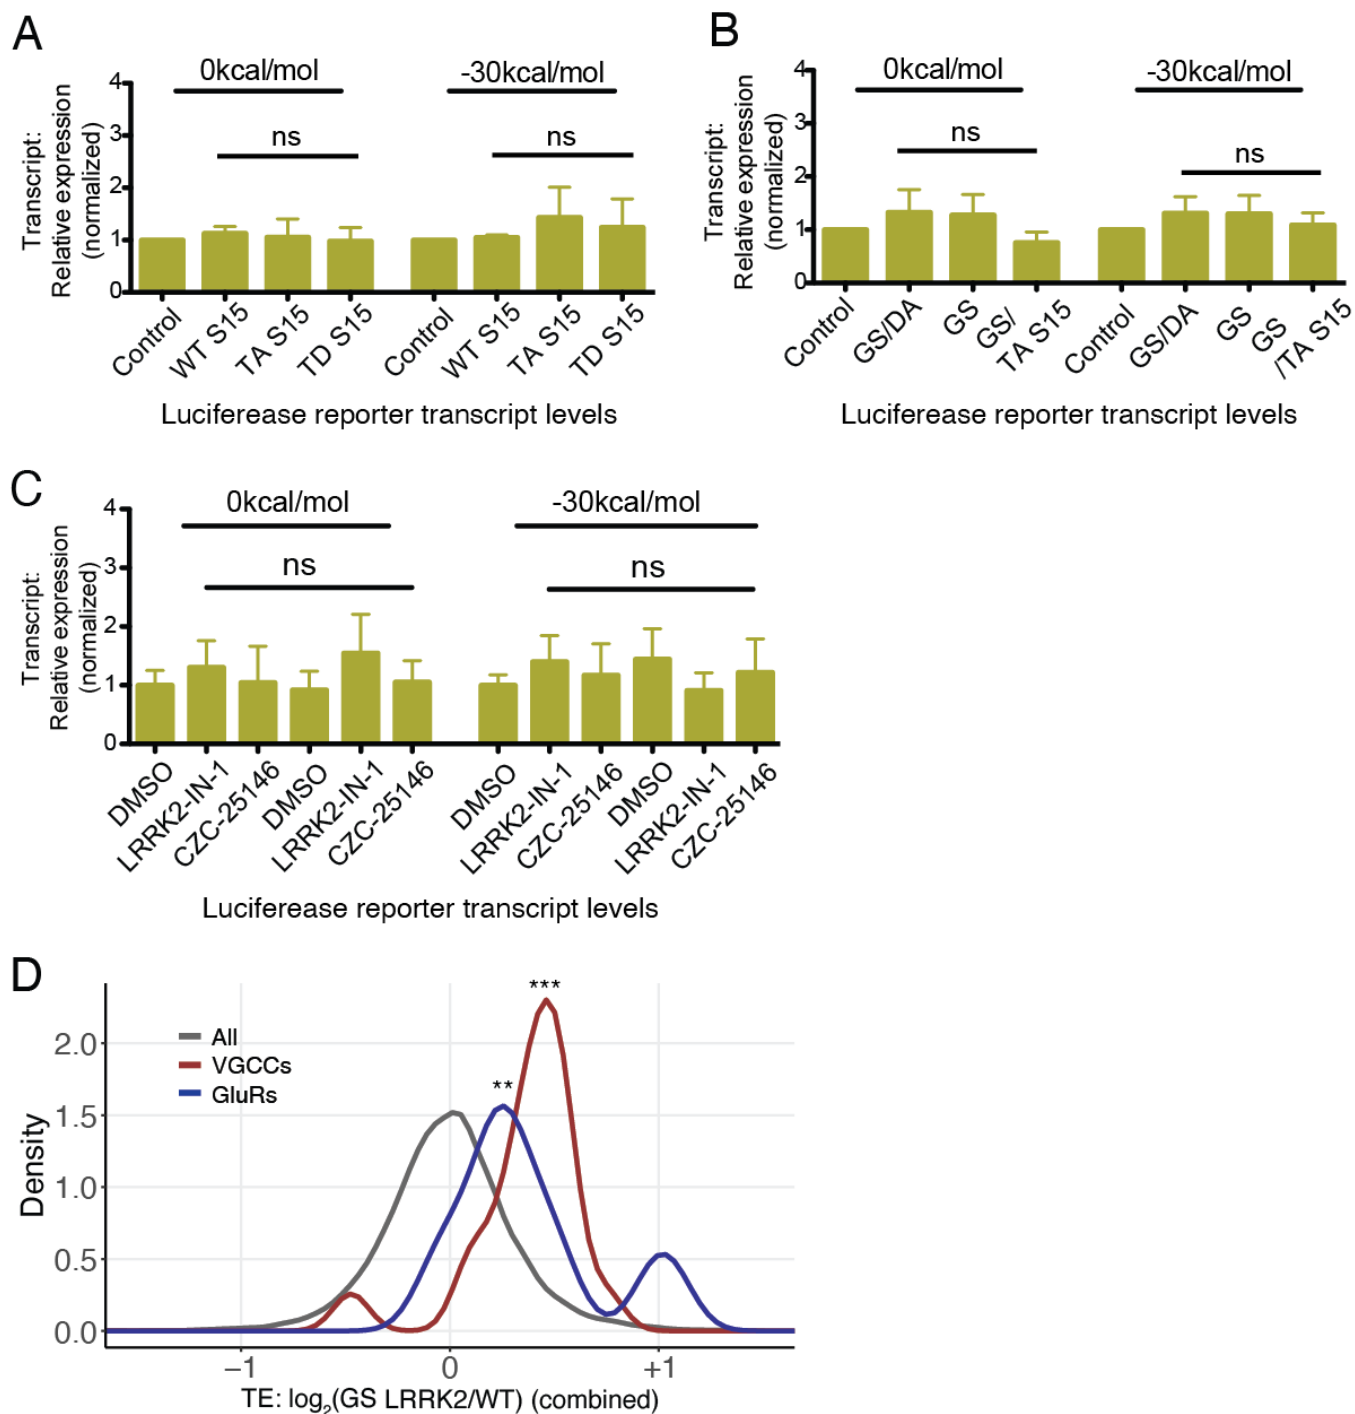 A
0kcal/mol
-30kcal/mol
4
3
2
1
0
ns
ns
Transcript:
Relative expression
(normalized)
Control
WT S15
TA S15
TD S15
Control
WT S15
TA S15
TD S15
Luciferease reporter transcript levels
B
0kcal/mol
-30kcal/mol
4
3
2
1
0
ns
ns
Transcript:
Relative expression
(normalized)
Control
GS/DA
GS
GS/
TA S15
Control
GS/DA
GS
GS
/TA S15
Luciferease reporter transcript levels
C
0kcal/mol
-30kcal/mol
4
3
2
1
0
ns
ns
Transcript:
Relative expression
(normalized)
DMSO
LRRK2-IN-1
CZC-25146
DMSO
LRRK2-IN-1
CZC-25146
DMSO
LRRK2-IN-1
CZC-25146
DMSO
LRRK2-IN-1
CZC-25146
Luciferease reporter transcript levels
D
***
**
All
VGCCs
GluRs
2.0
1.5
1.0
0.5
0.0
Density
−1
0
+1
TE: log2(GS LRRK2/WT) (combined)